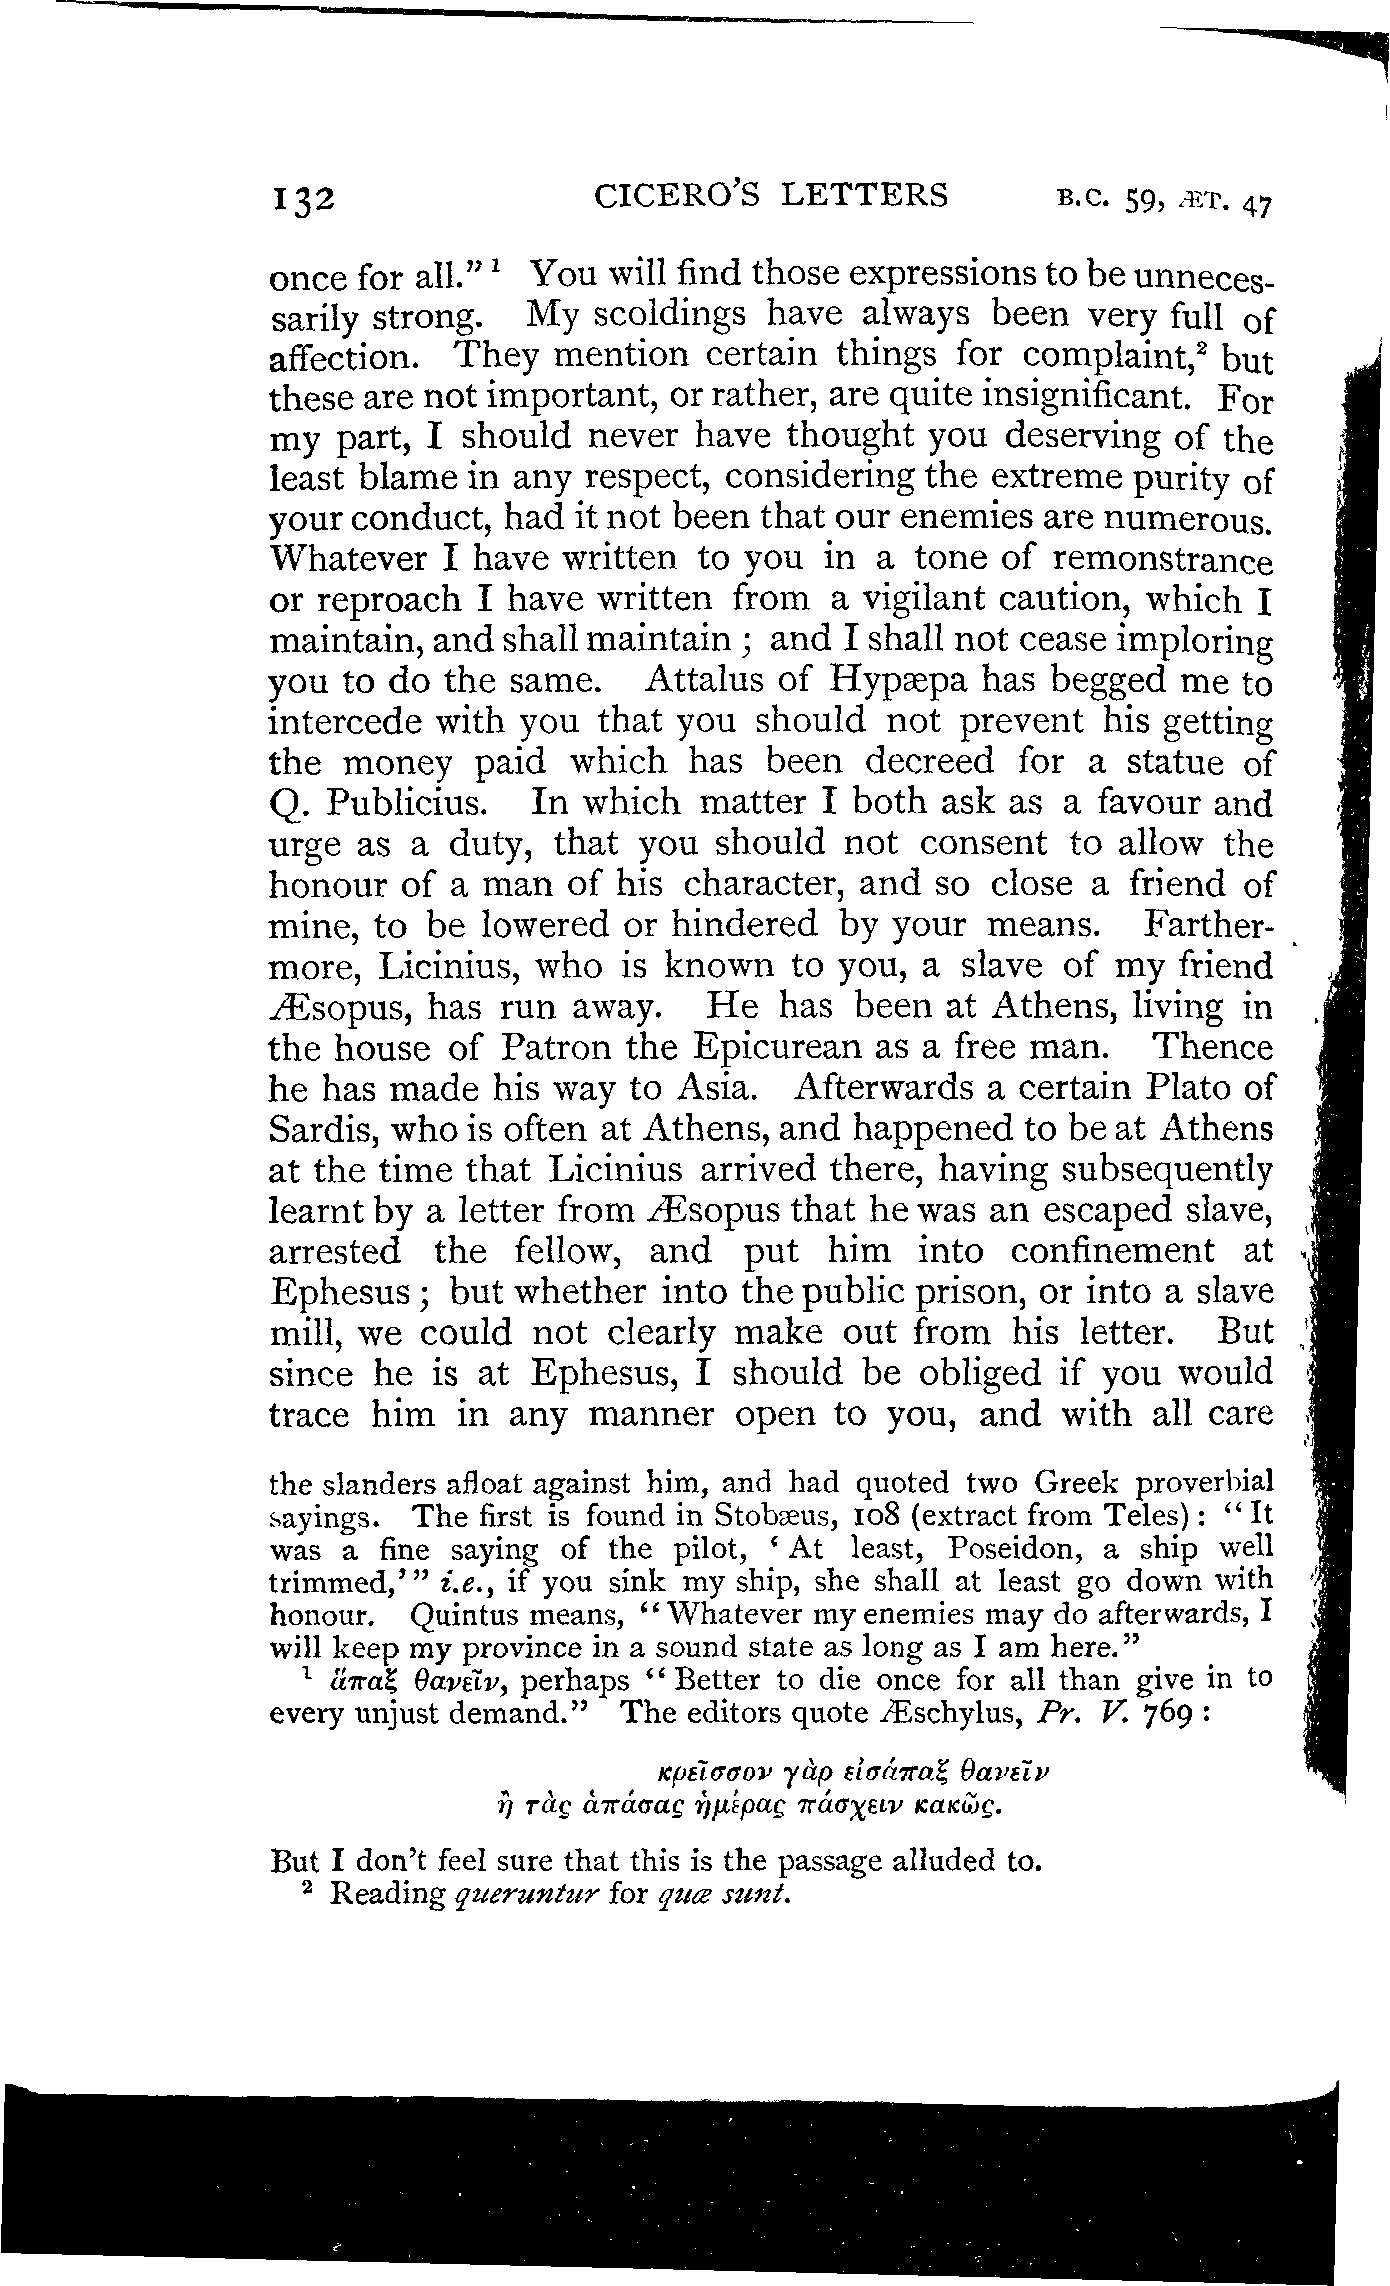 132 CICERO'S LETTERS B.C. 59, ÆT. 47
once for all." ¹ You will find those expressions to be unneces-
sarily strong. My scoldings have always been very full of
affection. They mention certain things for complaint,² but
these are not important, or rather, are quite insignificant. For
my part, I should never have thought you deserving of the
least blame in any respect, considering the extreme purity of
your conduct, had it not been that our enemies are numerous.
Whatever I have written to you in a tone of remonstrance
or reproach I have written from a vigilant caution, which I
maintain, and shall maintain ; and I shall not cease imploring
you to do the same. Attalus of Hypæpa has begged me to
intercede with you that you should not prevent his getting
the money paid which has been decreed for a statue of
Q. Publicius. In which matter I both ask as a favour and
urge as a duty, that you should not consent to allow the
honour of a man of his character, and so close a friend of
mine, to be lowered or hindered by your means. Farther-
more, Licinius, who is known to you, a slave of my friend
Æsopus, has run away. He has been at Athens, living in
the house of Patron the Epicurean as a free man. Thence
he has made his way to Asia. Afterwards a certain Plato of
Sardis, who is often at Athens, and happened to be at Athens
at the time that Licinius arrived there, having subsequently
learnt by a letter from Æsopus that he was an escaped slave,
arrested the fellow, and put him into confinement at
Ephesus ; but whether into the public prison, or into a slave
mill, we could not clearly make out from his letter. But
since he is at Ephesus, I should be obliged if you would
trace him in any manner open to you, and with all care
the slanders afloat against him, and had quoted two Greek proverbial
sayings. The first is found in Stobæus, 108 (extract from Teles) : "It
was a fine saying of the pilot, 'At least, Poseidon, a ship well
trimmed,'" i.e., if you sink my ship, she shall at least go down with
honour. Quintus means, "Whatever my enemies may do afterwards, I
will keep my province in a sound state as long as I am here."
¹ ἅπαξ θανεῖν, perhaps "Better to die once for all than give in to
every unjust demand." The editors quote Æschylus, Pr. V. 769 :
κρεῖσσον γὰρ εἰσάπαξ θανεῖν
ἢ τὰς ἁπάσας ἡμέρας πάσχειν κακῶς.
But I don't feel sure that this is the passage alluded to.
² Reading queruntur for quæ sunt.